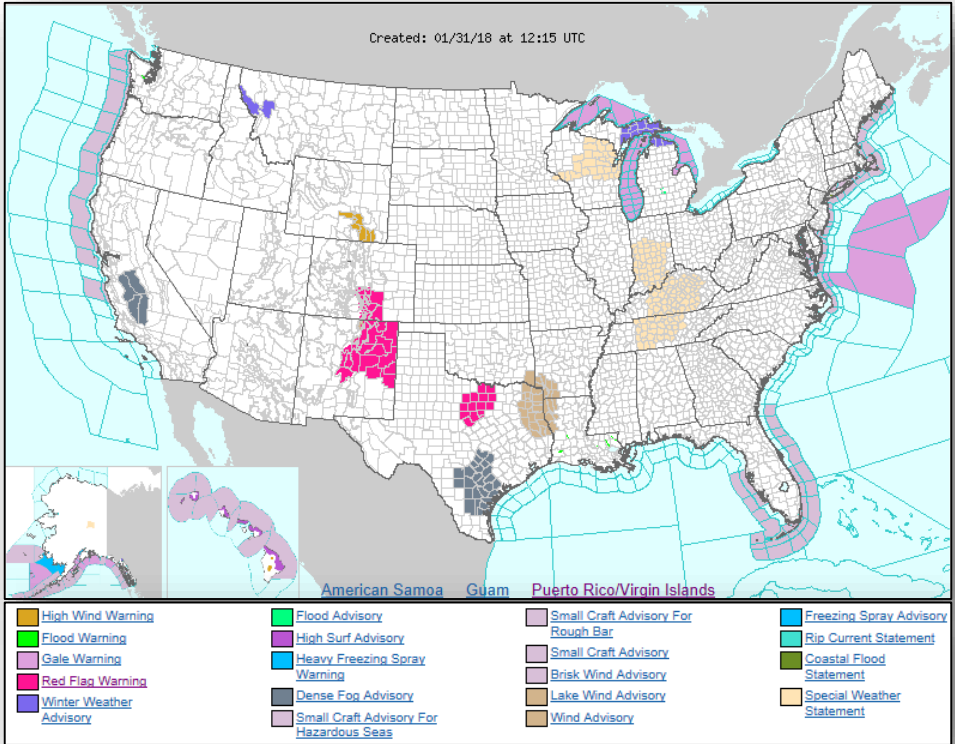 Created: 01/31/18 at 12:15 UTC
American Samoa Guam Puerto Rico/Virgin Islands
High Wind Warning
Flood Warning
Gale Warning
Red Flag Warning
Winter Weather
Advisory
Flood Advisory
High Surf Advisory
Heavy Freezing Spray
Warning
Dense Fog Advisory
Small Craft Advisory For
Hazardous Seas
Small Craft Advisory For
Rough Bar
Small Craft Advisory
Brisk Wind Advisory
Lake Wind Advisory
Wind Advisory
Freezing Spray Advisory
Rip Current Statement
Coastal Flood
Statement
Special Weather
Statement